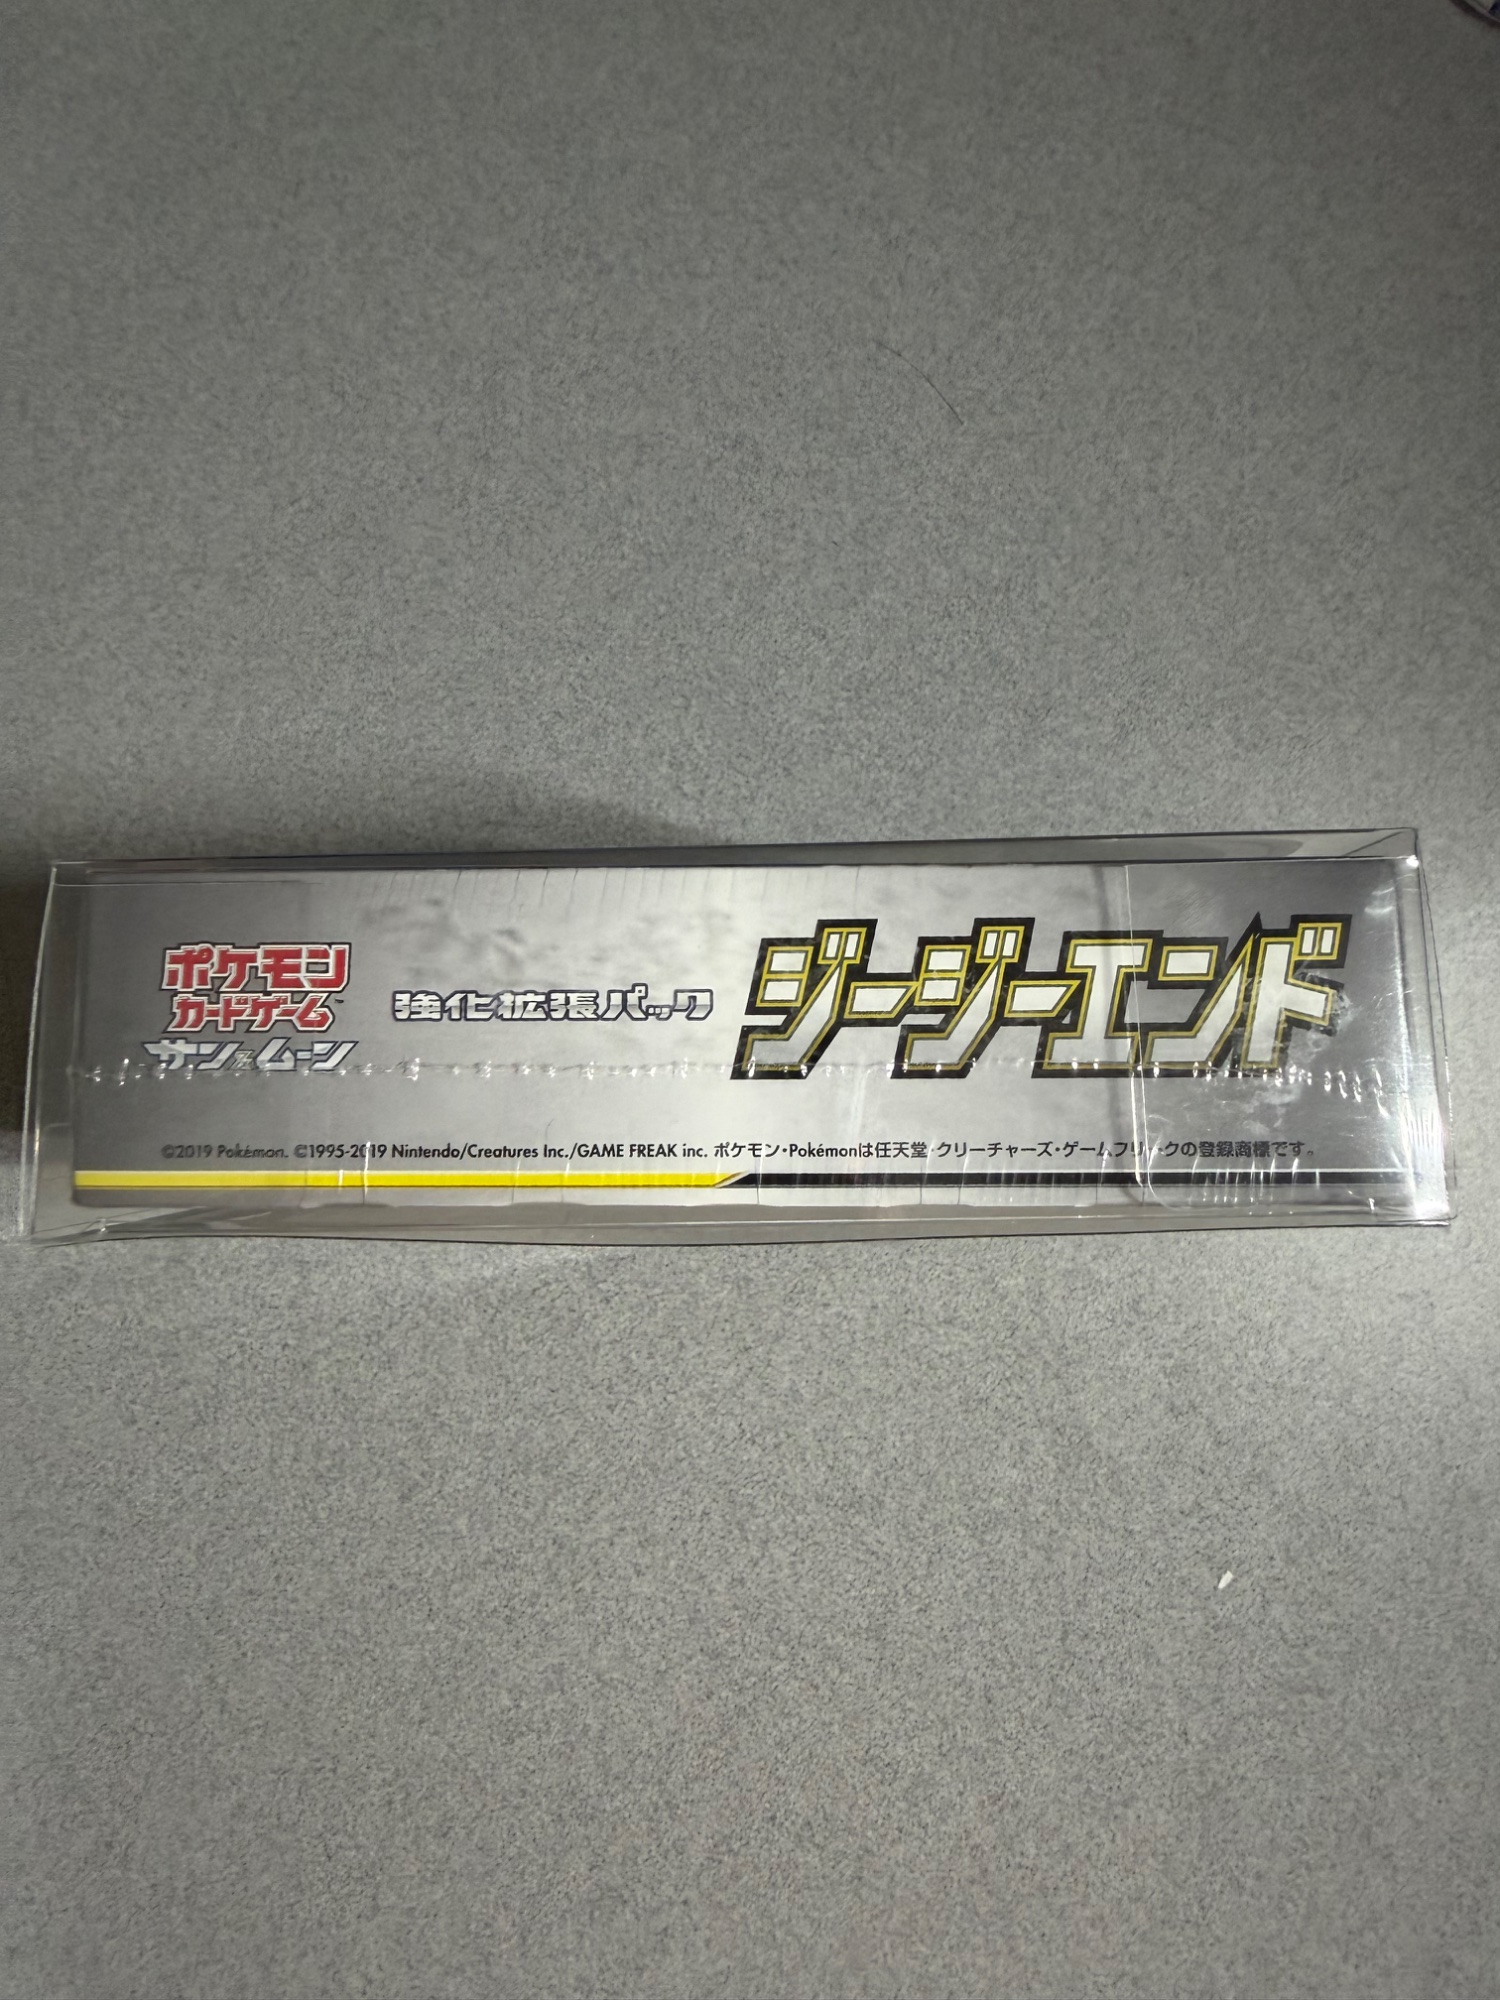 ポケモン
カードゲーム™
サン&ムーン
強化拡張パック
ジージーエンド
©2019 Pokémon. ©1995-2019 Nintendo/Creatures Inc./GAME FREAK inc. ポケモン・Pokémonは任天堂・クリーチャーズ・ゲームフリークの登録商標です。